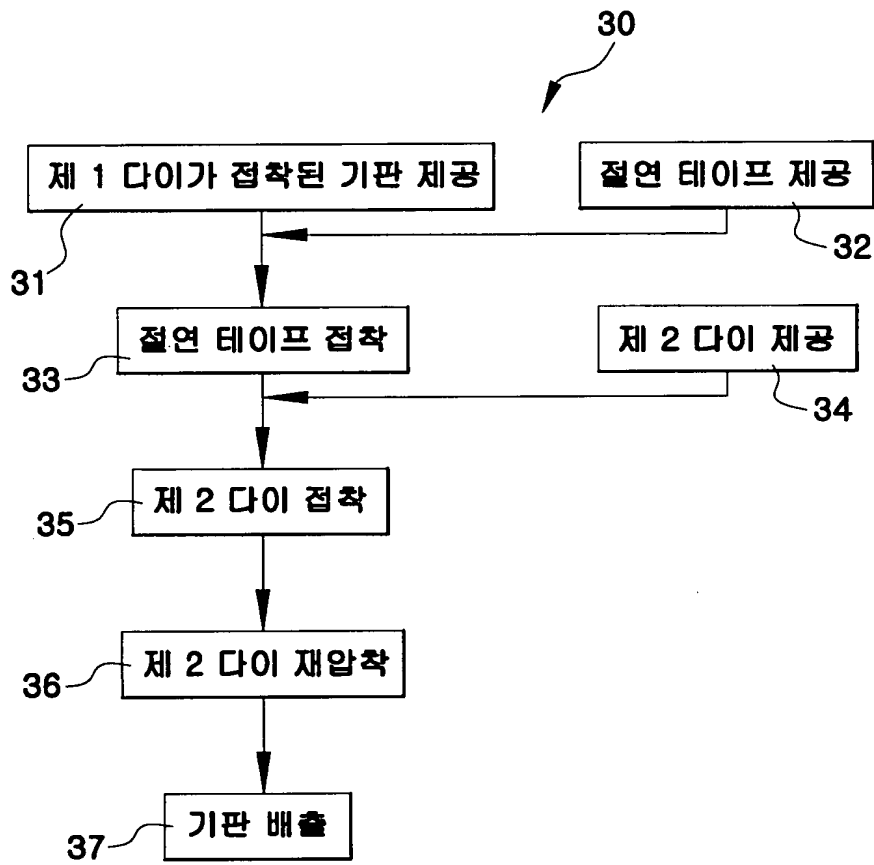 30
제 1 다이가 접착된 기판 제공
절연 테이프 제공
31
32
절연 테이프 접착
제 2 다이 제공
33
34
제 2 다이 접착
35
제 2 다이 재압착
36
기판 배출
37